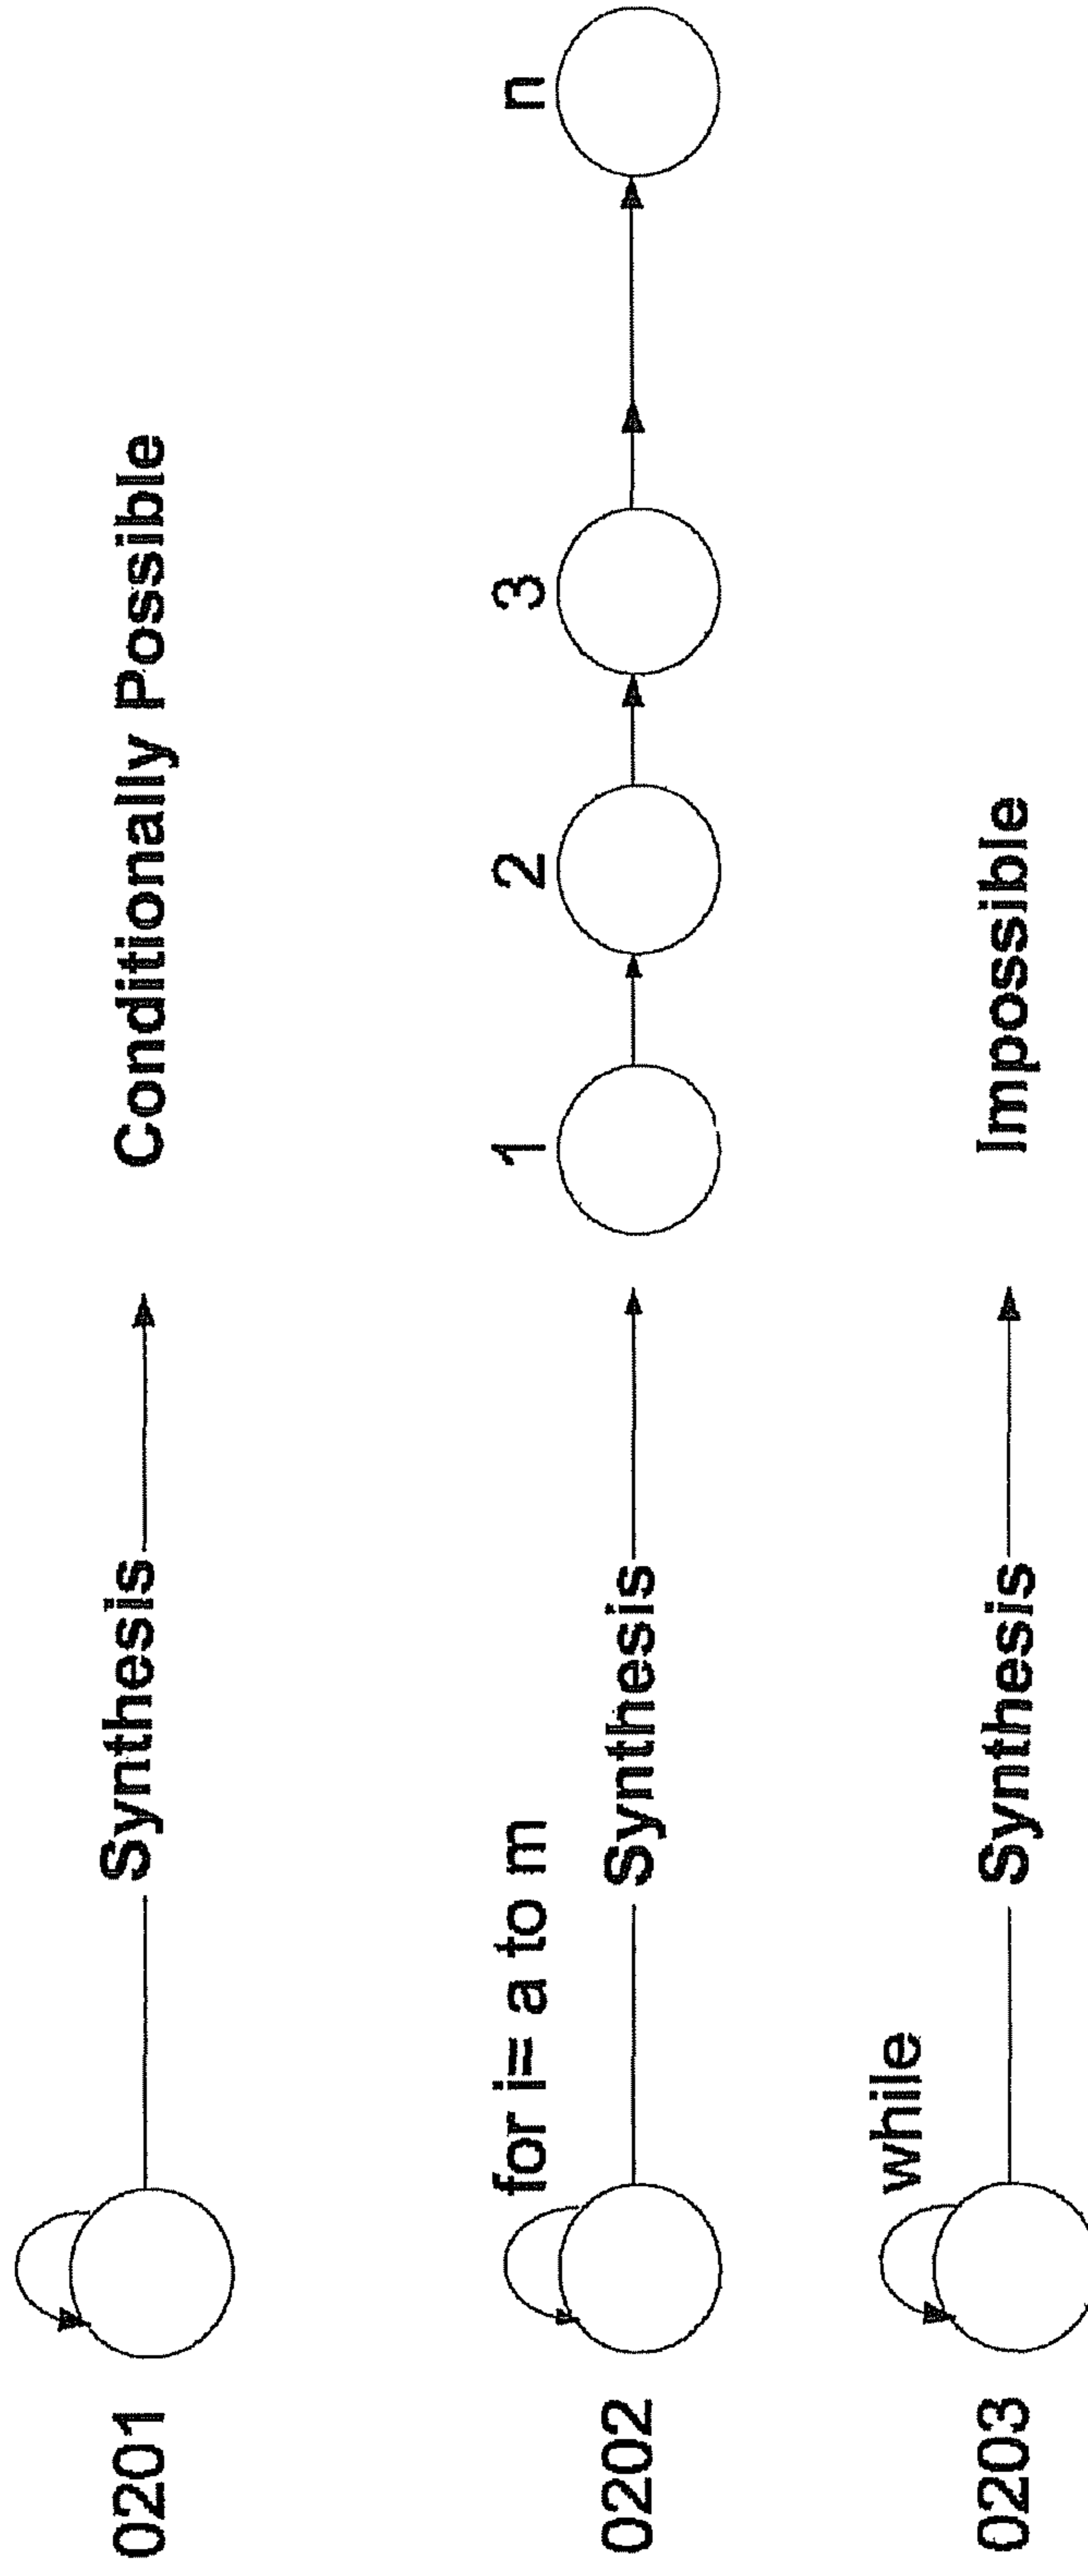 0201 Synthesis Conditionally Possible
for i= a to m 1 2 3 n
0202 Synthesis
while
0203 Synthesis Impossible